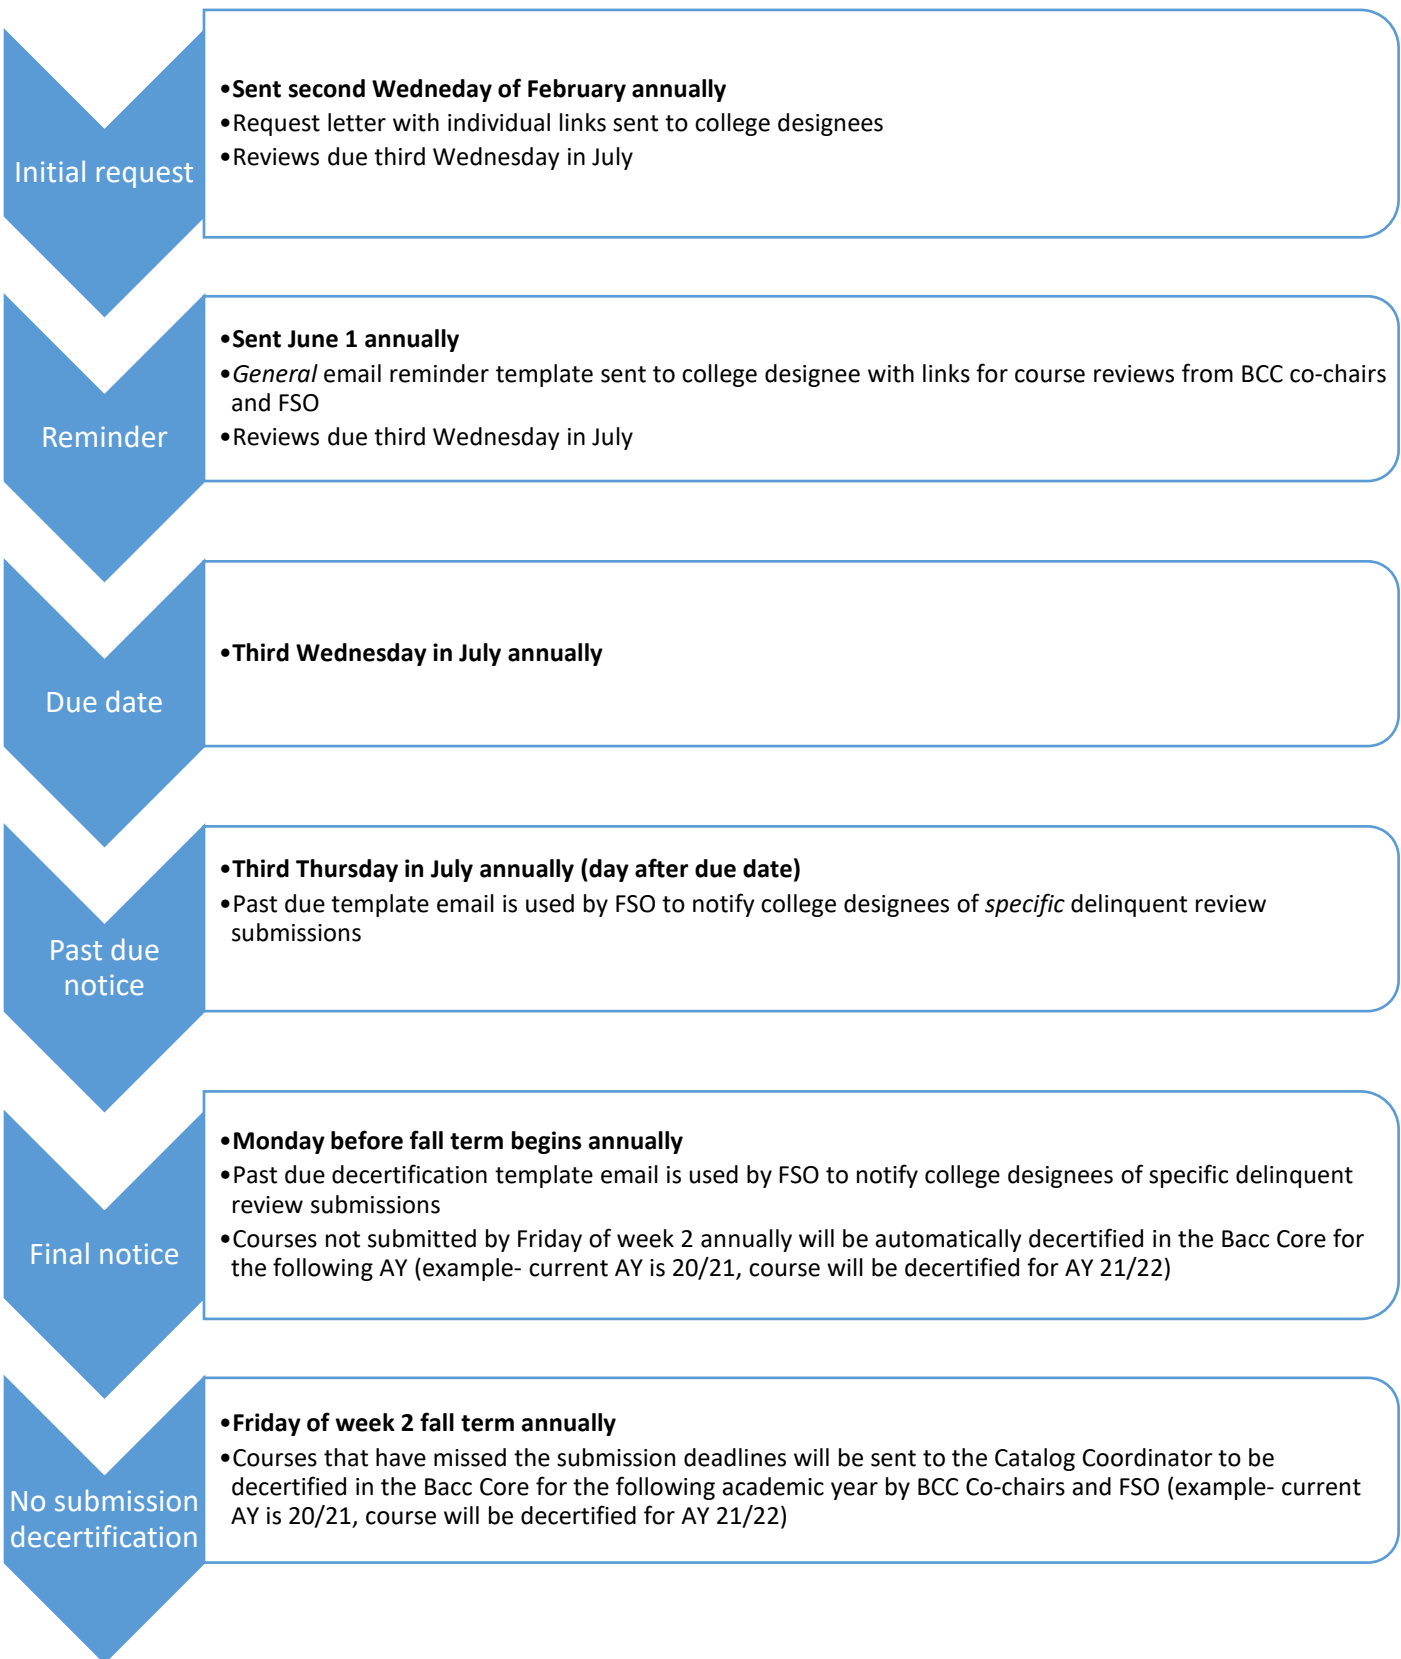 Initial request
•Sent second Wedneday of February annually
•Request letter with individual links sent to college designees
•Reviews due third Wednesday in July
Reminder
•Sent June 1 annually
•General email reminder template sent to college designee with links for course reviews from BCC co-chairs
and FSO
•Reviews due third Wednesday in July
Due date
•Third Wednesday in July annually
Past due
notice
•Third Thursday in July annually (day after due date)
•Past due template email is used by FSO to notify college designees of specific delinquent review
submissions
Final notice
•Monday before fall term begins annually
•Past due decertification template email is used by FSO to notify college designees of specific delinquent
review submissions
•Courses not submitted by Friday of week 2 annually will be automatically decertified in the Bacc Core for
the following AY (example- current AY is 20/21, course will be decertified for AY 21/22)
No submission
decertification
•Friday of week 2 fall term annually
•Courses that have missed the submission deadlines will be sent to the Catalog Coordinator to be
decertified in the Bacc Core for the following academic year by BCC Co-chairs and FSO (example- current
AY is 20/21, course will be decertified for AY 21/22)